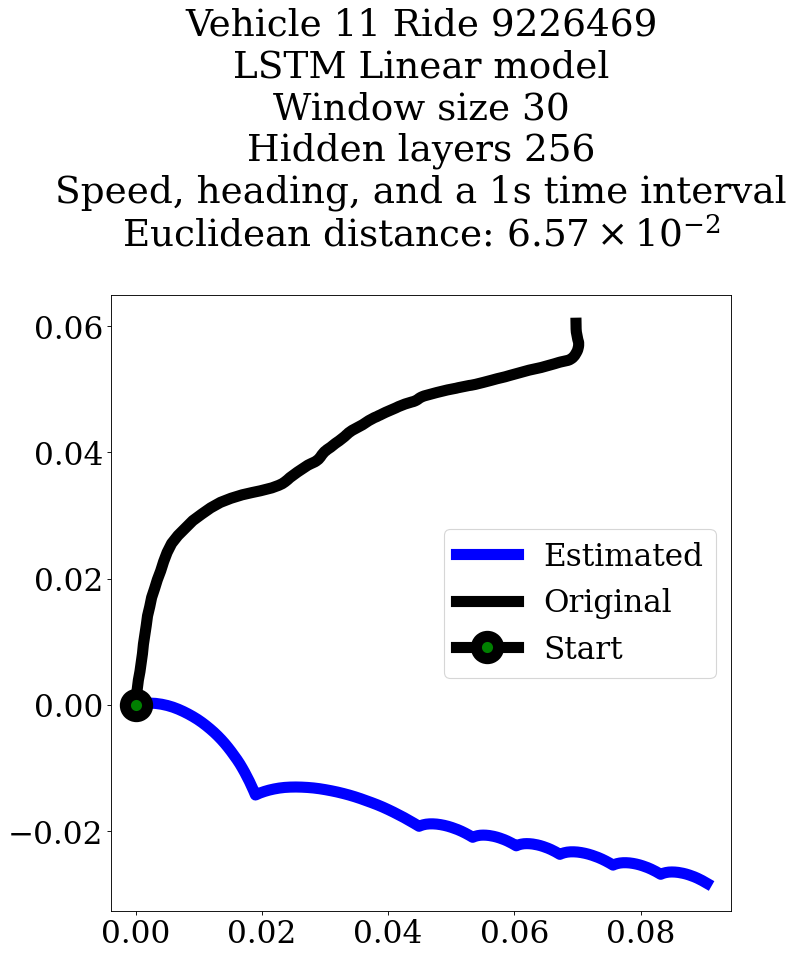 Vehicle 11 Ride 9226469
LSTM Linear model
Window size 30
Hidden layers 256
Speed, heading, and a 1s time interval
Euclidean distance: 6.57 × 10⁻²
0.06
0.04
0.02
0.00
−0.02
Estimated
Original
Start
0.00 0.02 0.04 0.06 0.08